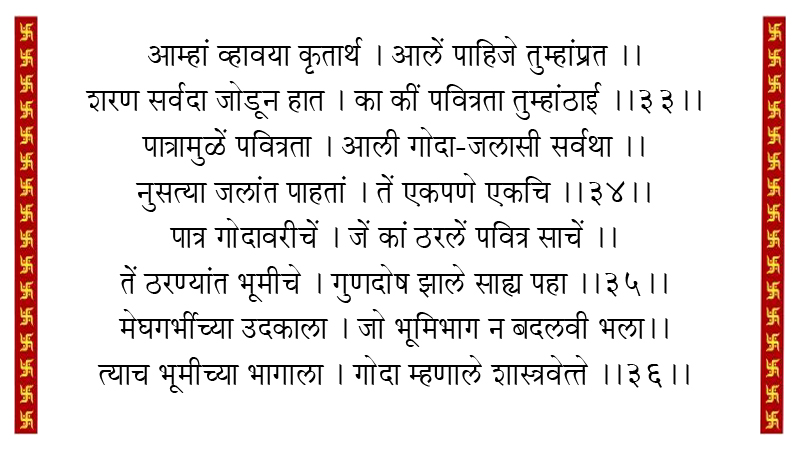 आम्हां व्हावया कृतार्थ । आलें पाहिजे तुम्हांप्रत ।।
शरण सर्वदा जोडून हात । का कीं पवित्रता तुम्हांठाई ।।३३।।
पात्रामुळें पवित्रता । आली गोदा-जलासी सर्वथा ।।
नुसत्या जलांत पाहतां । तें एकपणे एकचि ।।३४।।
पात्र गोदावरीचें । जें कां ठरलें पवित्र साचें ।।
तें ठरण्यांत भूमीचे । गुणदोष झाले साह्य पहा ।।३५।।
मेघगर्भीच्या उदकाला । जो भूमिभाग न बदलवी भला।।
त्याच भूमीच्या भागाला । गोदा म्हणाले शास्त्रवेत्ते ।।३६।।